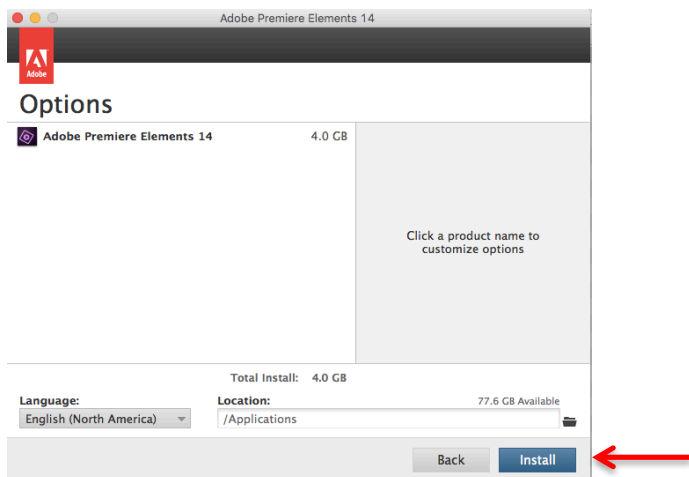 Adobe Premiere Elements 14
Adobe
Options
Adobe Premiere Elements 14 4.0 GB
Click a product name to
customize options
Total Install: 4.0 GB
Language: Location: 77.6 GB Available
English (North America) /Applications
Back Install